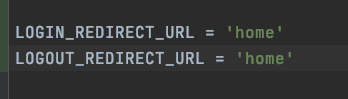 LOGIN_REDIRECT_URL = 'home'
LOGOUT_REDIRECT_URL = 'home'